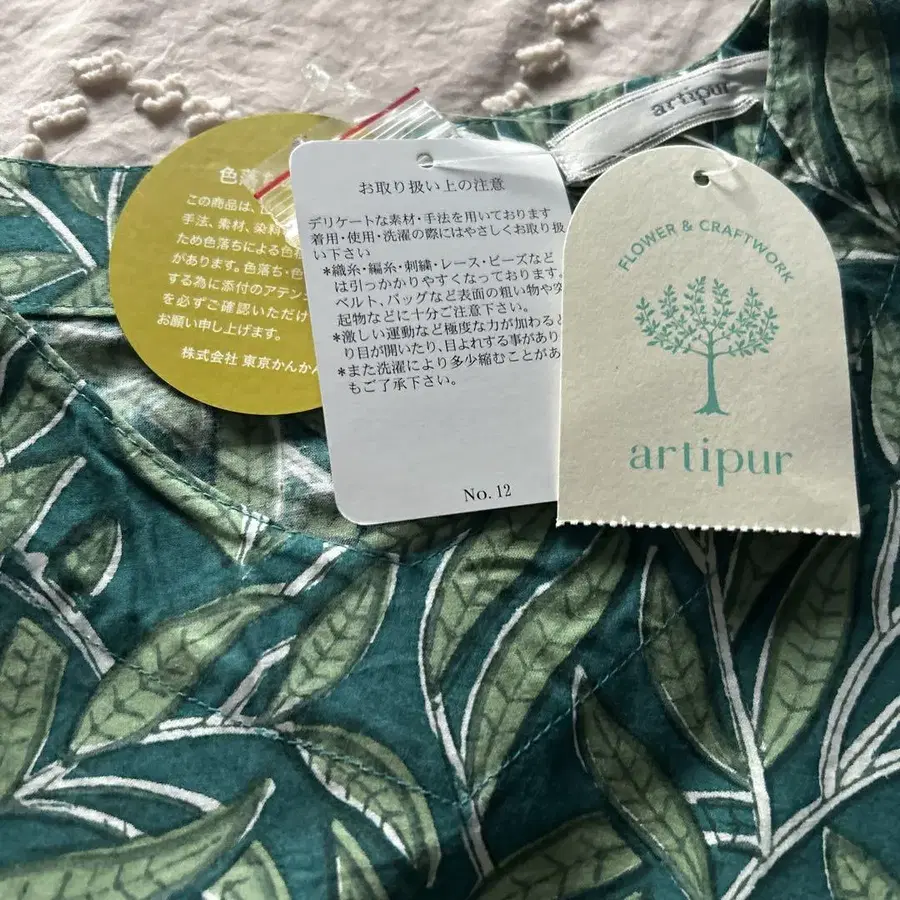 色落ち
この商品は、
手法、素材、染料
ため色落ちによる色移
があります。色落ち・色
する為に添付のアテン
を必ずご確認いただけ
お願い申し上げます。
株式会社 東京かんかん
お取り扱い上の注意
デリケートな素材・手法を用いております
着用・使用・洗濯の際にはやさしくお取り扱
い下さい
*織糸・編糸・刺繍・レース・ビーズなど
は引っかかりやすくなっております。
ベルト、バッグなど表面の粗い物や突
起物などに十分ご注意下さい。
*激しい運動など極度な力が加わると
り目が開いたり、目よれする事があり
*また洗濯により多少縮むことがあ
もご了承下さい。
No. 12
artipur
FLOWER & CRAFTWORK
artipur